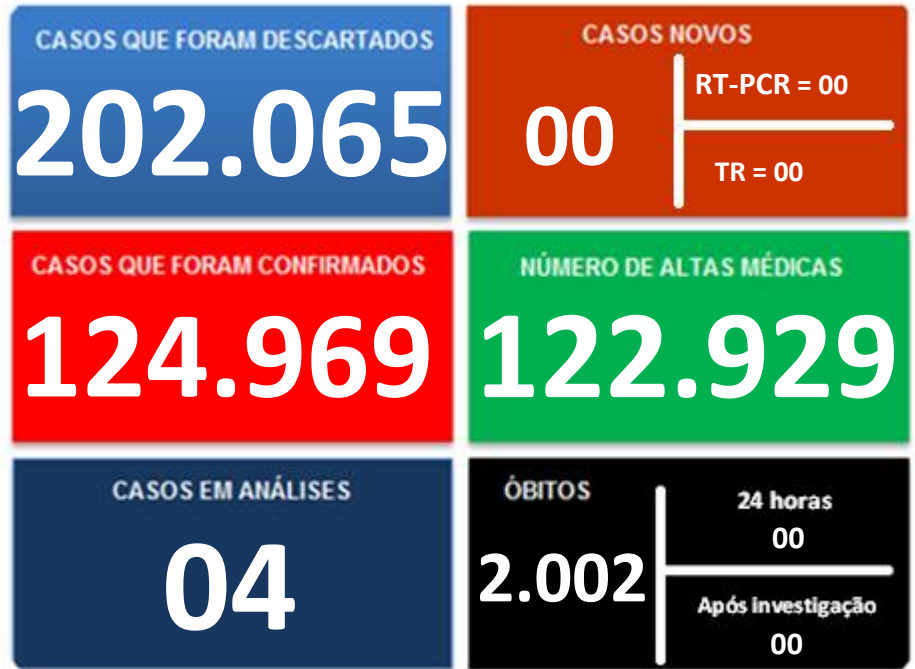 CASOS QUE FORAM DESCARTADOS
202.065
CASOS NOVOS
00
RT-PCR = 00
TR = 00
CASOS QUE FORAM CONFIRMADOS
124.969
NÚMERO DE ALTAS MÉDICAS
122.929
CASOS EM ANÁLISES
04
ÓBITOS
2.002
24 horas
00
Após investigação
00